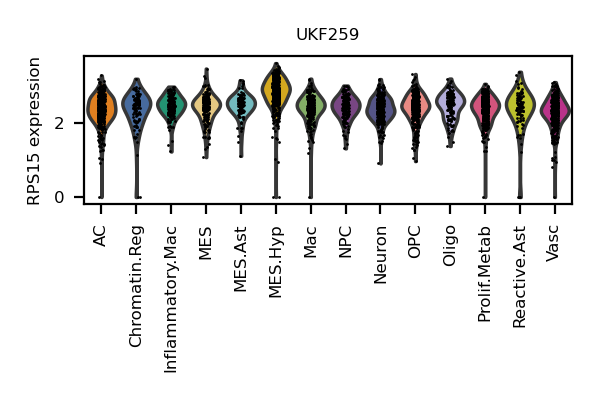 UKF259
RPS15 expression
2
0
AC
Chromatin.Reg
Inflammatory.Mac
MES
MES.Ast
MES.Hyp
Mac
NPC
Neuron
OPC
Oligo
Prolif.Metab
Reactive.Ast
Vasc